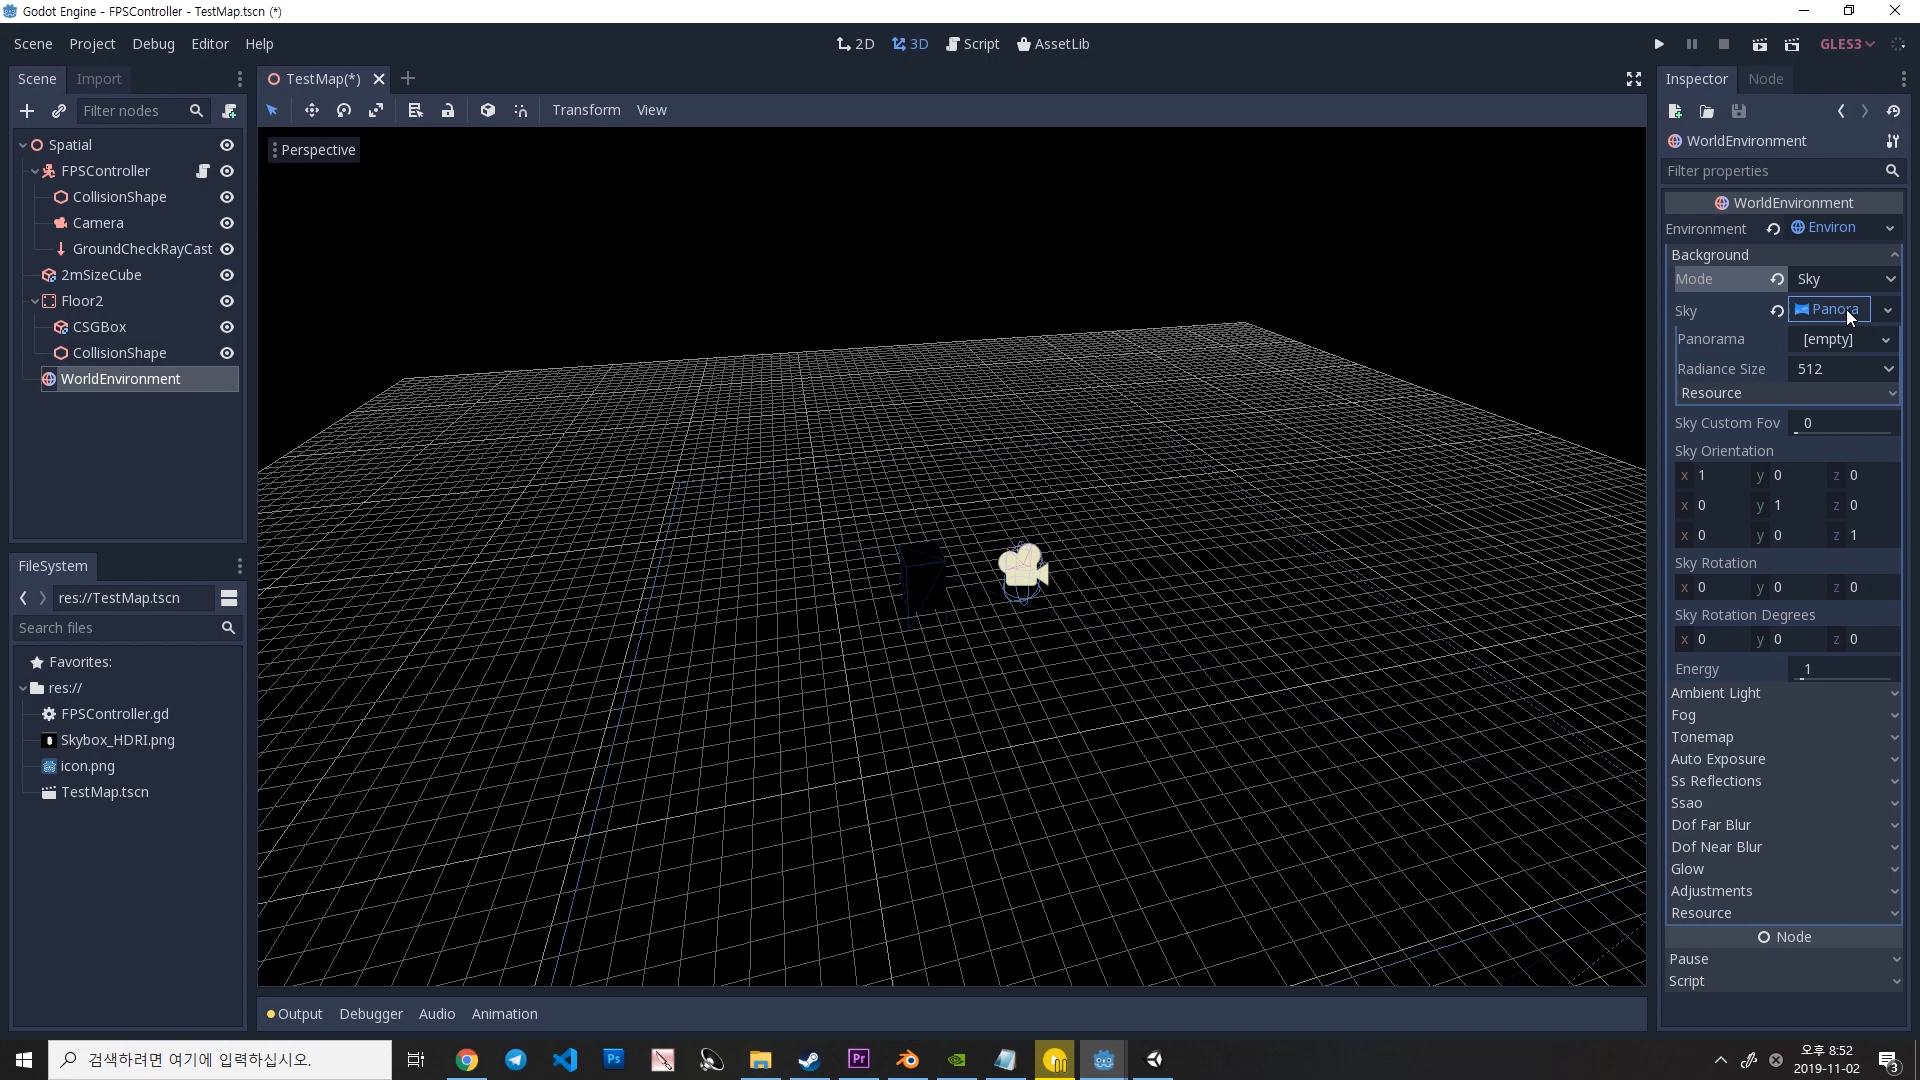 Godot Engine - FPSController - TestMap.tscn (*)
Scene Project Debug Editor Help
2D 3D Script AssetLib
GLES3
Scene Import
TestMap(*)
Inspector Node
Filter nodes
Transform View
WorldEnvironment
Filter properties
Perspective
Spatial
FPSController
CollisionShape
Camera
GroundCheckRayCast
2mSizeCube
Floor2
CSGBox
CollisionShape
WorldEnvironment
WorldEnvironment
Environment Environ
Background
Mode Sky
Sky Panora
Panorama [empty]
Radiance Size 512
Resource
Sky Custom Fov 0
Sky Orientation
x 1 y 0 z 0
x 0 y 1 z 0
x 0 y 0 z 1
Sky Rotation
x 0 y 0 z 0
Sky Rotation Degrees
x 0 y 0 z 0
Energy 1
Ambient Light
Fog
Tonemap
Auto Exposure
Ss Reflections
Ssao
Dof Far Blur
Dof Near Blur
Glow
Adjustments
Resource
Node
Pause
Script
FileSystem
res://TestMap.tscn
Search files
Favorites:
res://
FPSController.gd
Skybox_HDRI.png
icon.png
TestMap.tscn
Output Debugger Audio Animation
검색하려면 여기에 입력하십시오.
Ps
Pr
오후 8:52
2019-11-02
3